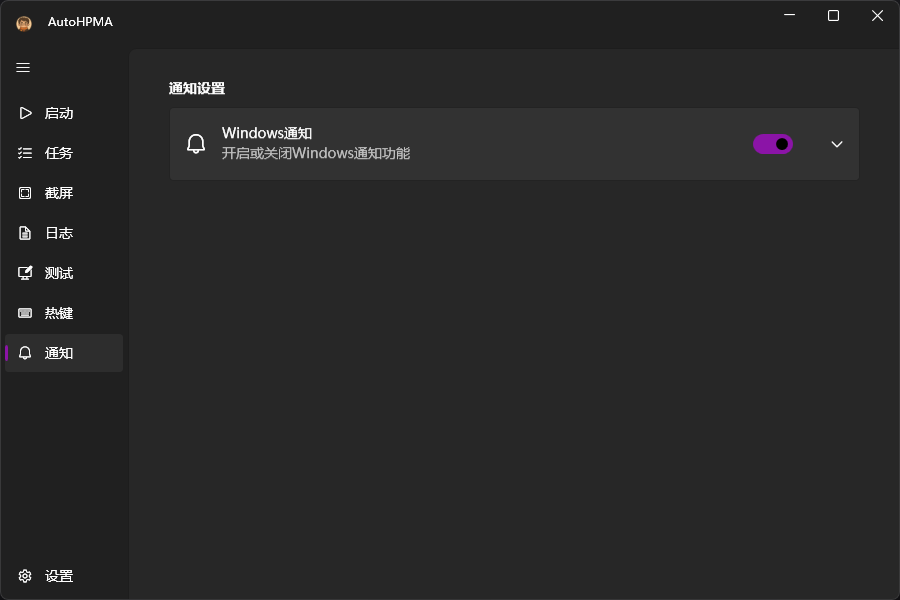 AutoHPMA
启动
任务
截屏
日志
测试
热键
通知
设置
通知设置
Windows通知
开启或关闭Windows通知功能